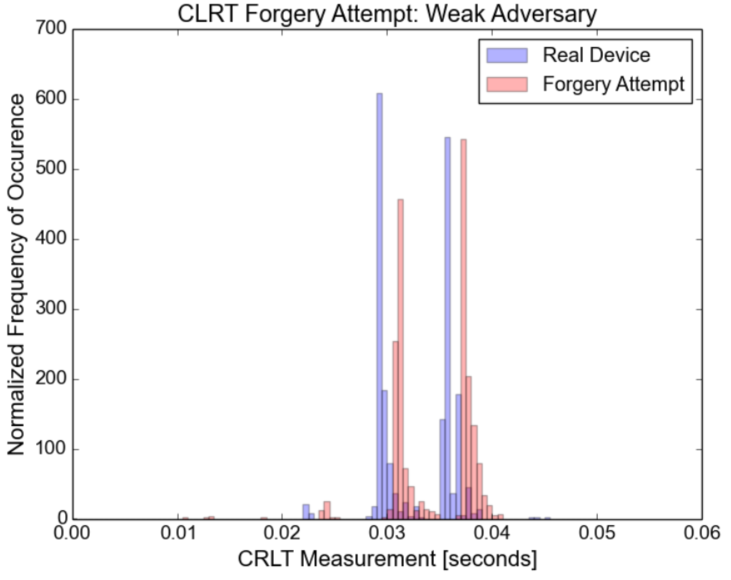 CLRT Forgery Attempt: Weak Adversary
700
600
500
400
300
200
100
0
Normalized Frequency of Occurence
Real Device
Forgery Attempt
0.00 0.01 0.02 0.03 0.04 0.05 0.06
CRLT Measurement [seconds]